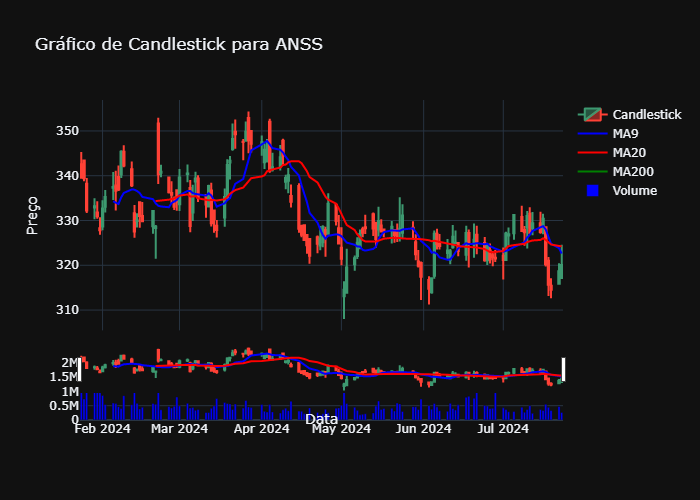 Gráfico de Candlestick para ANSS
Candlestick
MA9
MA20
MA200
Volume
Preço
350
340
330
320
310
2M
1.5M
1M
0.5M
0
Feb 2024 Mar 2024 Apr 2024 May 2024 Jun 2024 Jul 2024
Data